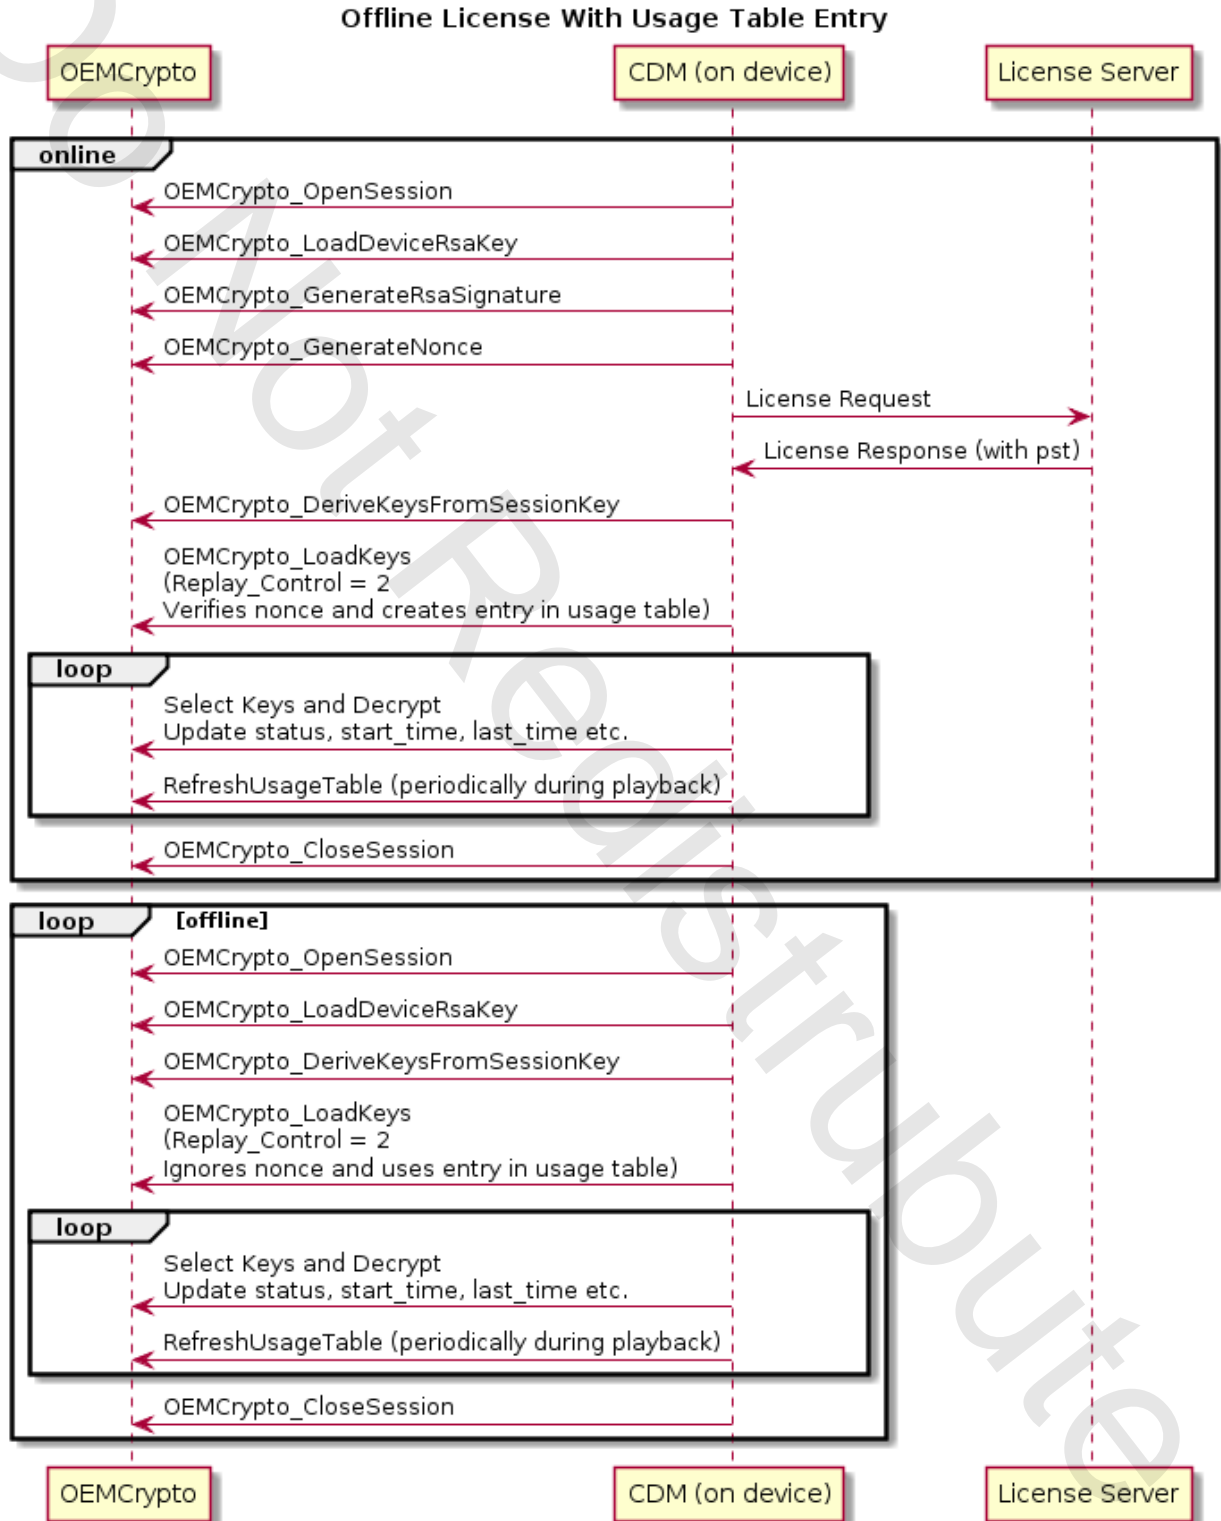 Offline License With Usage Table Entry
OEMCrypto
CDM (on device)
License Server
online
OEMCrypto_OpenSession
OEMCrypto_LoadDeviceRsaKey
OEMCrypto_GenerateRsaSignature
OEMCrypto_GenerateNonce
License Request
License Response (with pst)
OEMCrypto_DeriveKeysFromSessionKey
OEMCrypto_LoadKeys
(Replay_Control = 2
Verifies nonce and creates entry in usage table)
loop
Select Keys and Decrypt
Update status, start_time, last_time etc.
RefreshUsageTable (periodically during playback)
OEMCrypto_CloseSession
loop [offline]
OEMCrypto_OpenSession
OEMCrypto_LoadDeviceRsaKey
OEMCrypto_DeriveKeysFromSessionKey
OEMCrypto_LoadKeys
(Replay_Control = 2
Ignores nonce and uses entry in usage table)
loop
Select Keys and Decrypt
Update status, start_time, last_time etc.
RefreshUsageTable (periodically during playback)
OEMCrypto_CloseSession
OEMCrypto
CDM (on device)
License Server
Do Not Redistrubute